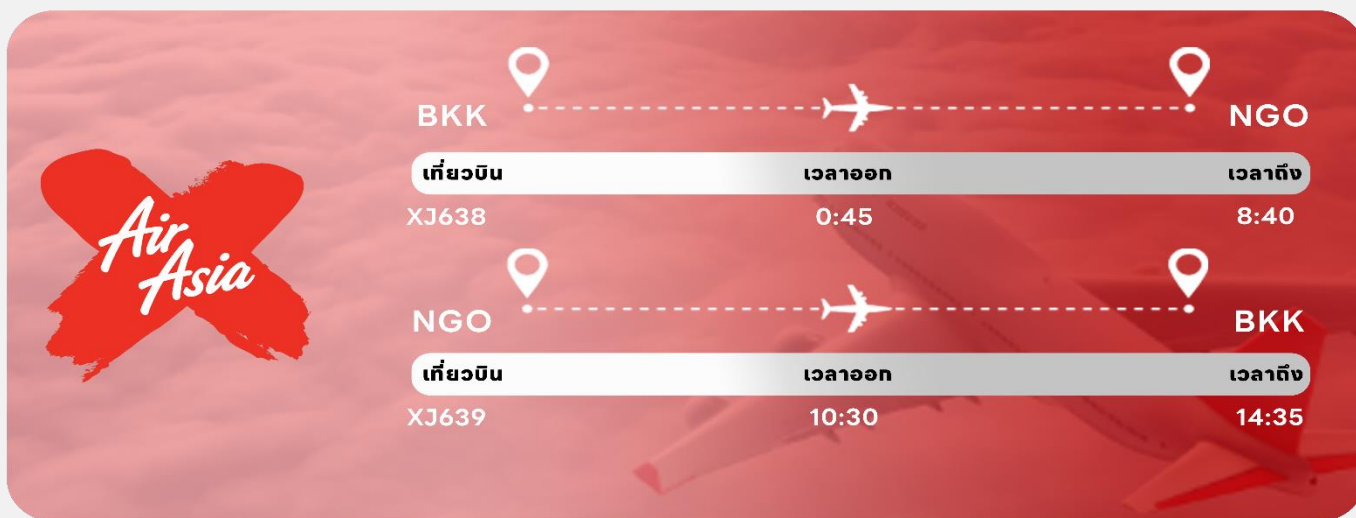 Air
Asia
BKK NGO
เที่ยวบิน เวลาออก เวลาถึง
XJ638 0:45 8:40
NGO BKK
เที่ยวบิน เวลาออก เวลาถึง
XJ639 10:30 14:35